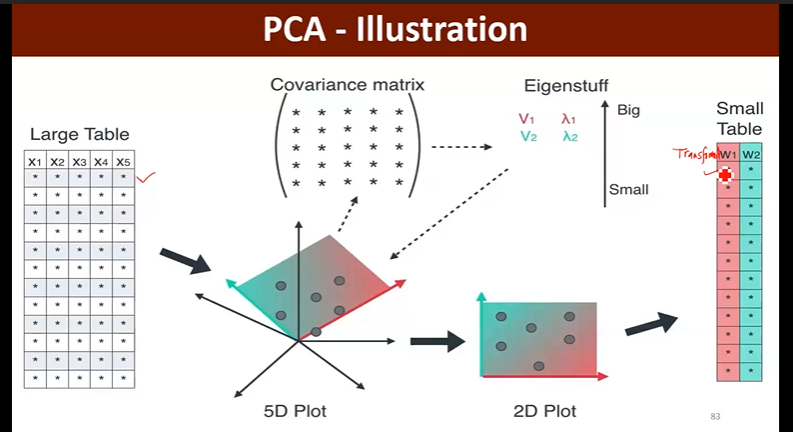 PCA - Illustration
Covariance matrix
* * * * *
* * * * *
* * * * *
* * * * *
* * * * *
Eigenstuff
V1 λ1
V2 λ2
Big
Small
Large Table
X1 X2 X3 X4 X5
* * * * *
* * * * *
* * * * *
* * * * *
* * * * *
* * * * *
* * * * *
* * * * *
* * * * *
* * * * *
* * * * *
* * * * *
5D Plot
2D Plot
Small
Table
W1 W2
*
* *
* *
* *
* *
* *
* *
* *
* *
* *
* *
* *
83